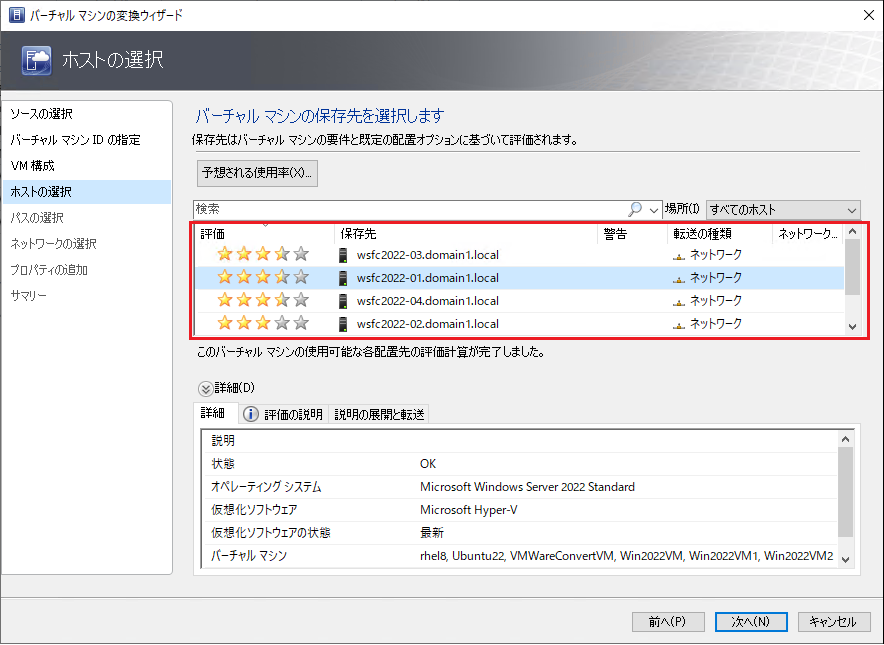 バーチャル マシンの変換ウィザード
ホストの選択
ソースの選択
バーチャル マシン ID の指定
VM 構成
ホストの選択
パスの選択
ネットワークの選択
プロパティの追加
サマリー
バーチャル マシンの保存先を選択します
保存先はバーチャル マシンの要件と既定の配置オプションに基づいて評価されます。
予想される使用率(X)...
検索
場所(I)
すべてのホスト
評価 保存先 警告 転送の種類 ネットワーク...
wsfc2022-03.domain1.local ネットワーク
wsfc2022-01.domain1.local ネットワーク
wsfc2022-04.domain1.local ネットワーク
wsfc2022-02.domain1.local ネットワーク
このバーチャル マシンの使用可能な各配置先の評価計算が完了しました。
詳細(D)
詳細 評価の説明 説明の展開と転送
説明
状態 OK
オペレーティング システム Microsoft Windows Server 2022 Standard
仮想化ソフトウェア Microsoft Hyper-V
仮想化ソフトウェアの状態 最新
バーチャル マシン rhel8, Ubuntu22, VMWareConvertVM, Win2022VM, Win2022VM1, Win2022VM2
前へ(P) 次へ(N) キャンセル